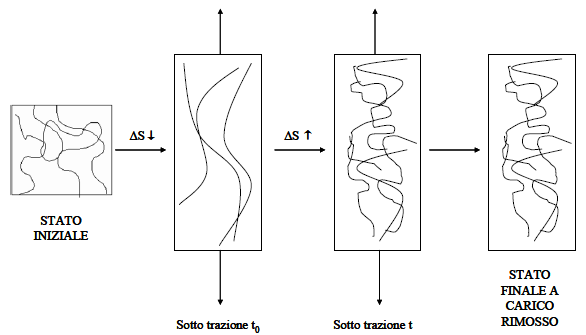 ΔS ↓
ΔS ↑
STATO
INIZIALE
Sotto trazione t₀
Sotto trazione t
STATO
FINALE A
CARICO
RIMOSSO